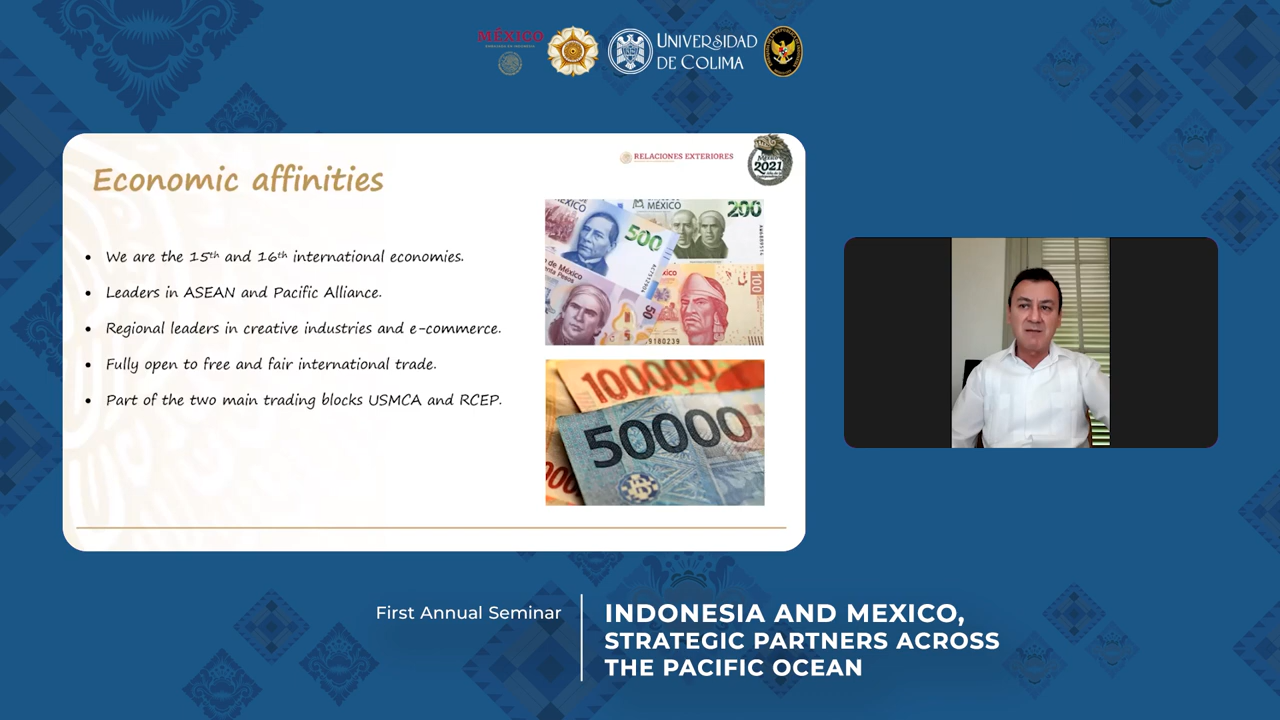 MÉXICO
UNIVERSIDAD
DE COLIMA
Economic affinities
RELACIONES EXTERIORES
México
2021
• We are the 15th and 16th international economies.
• Leaders in ASEAN and Pacific Alliance.
• Regional leaders in creative industries and e-commerce.
• Fully open to free and fair international trade.
• Part of the two main trading blocks USMCA and RCEP.
MÉXICO
200
500
100
50
9180239
100000
50000
First Annual Seminar
INDONESIA AND MEXICO,
STRATEGIC PARTNERS ACROSS
THE PACIFIC OCEAN